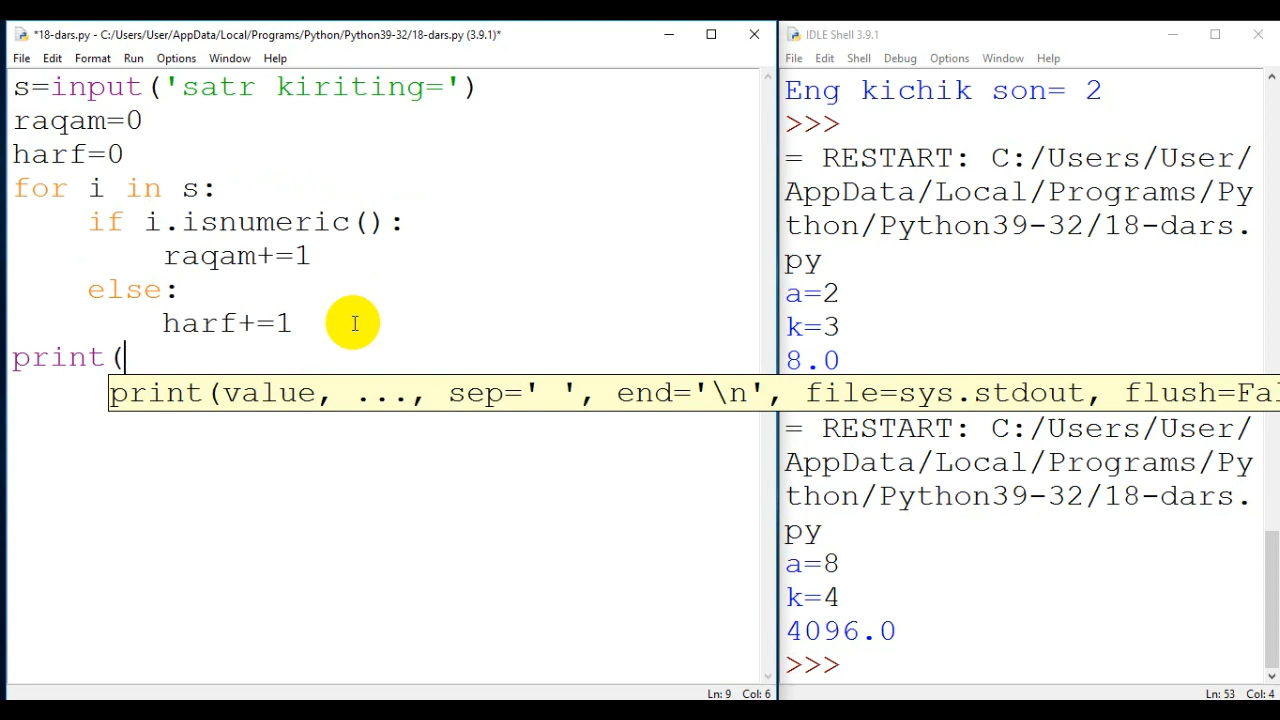 *18-dars.py - C:/Users/User/AppData/Local/Programs/Python/Python39-32/18-dars.py (3.9.1)*
File Edit Format Run Options Window Help
s=input('satr kiriting=')
raqam=0
harf=0
for i in s:
    if i.isnumeric():
        raqam+=1
    else:
        harf+=1
print(
print(value, ..., sep=' ', end='\n', file=sys.stdout, flush=Fal
Ln: 9 Col: 6
IDLE Shell 3.9.1
File Edit Shell Debug Options Window Help
Eng kichik son= 2
>>>
= RESTART: C:/Users/User/
AppData/Local/Programs/Py
thon/Python39-32/18-dars.
py
a=2
k=3
8.0
= RESTART: C:/Users/User/
AppData/Local/Programs/Py
thon/Python39-32/18-dars.
py
a=8
k=4
4096.0
>>>
Ln: 53 Col: 4